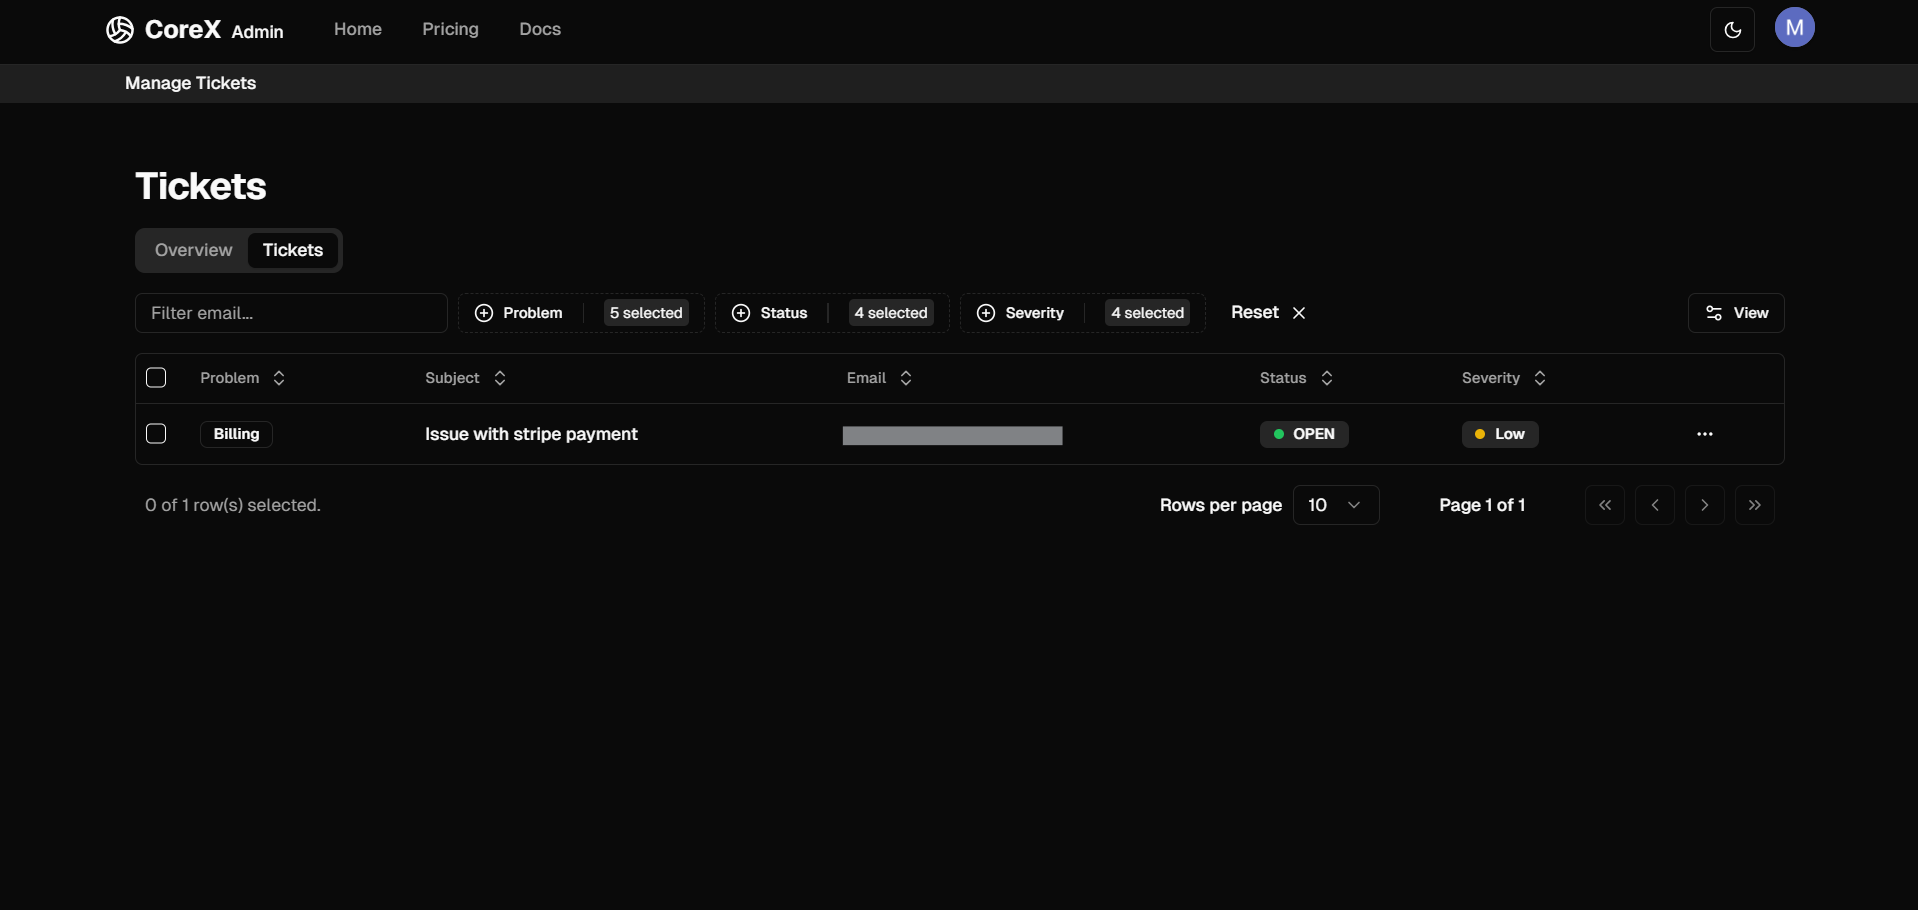 CoreX Admin Home Pricing Docs M
Manage Tickets
Tickets
Overview Tickets
Filter email... Problem 5 selected Status 4 selected Severity 4 selected Reset View
Problem Subject Email Status Severity
Billing Issue with stripe payment OPEN Low
0 of 1 row(s) selected. Rows per page 10 Page 1 of 1